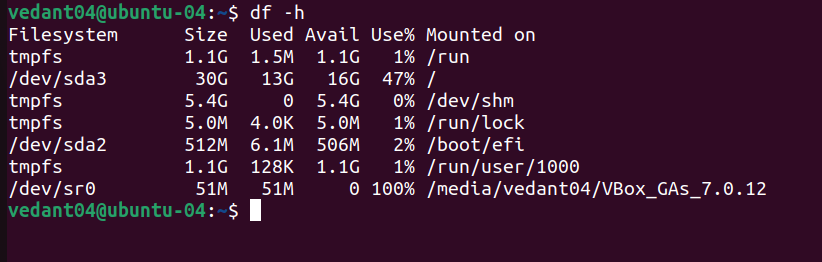 vedant04@ubuntu-04:~$ df -h
Filesystem      Size  Used Avail Use% Mounted on
tmpfs           1.1G  1.5M  1.1G   1% /run
/dev/sda3        30G   13G   16G  47% /
tmpfs           5.4G     0  5.4G   0% /dev/shm
tmpfs           5.0M  4.0K  5.0M   1% /run/lock
/dev/sda2       512M  6.1M  506M   2% /boot/efi
tmpfs           1.1G  128K  1.1G   1% /run/user/1000
/dev/sr0         51M   51M     0 100% /media/vedant04/VBox_GAs_7.0.12
vedant04@ubuntu-04:~$